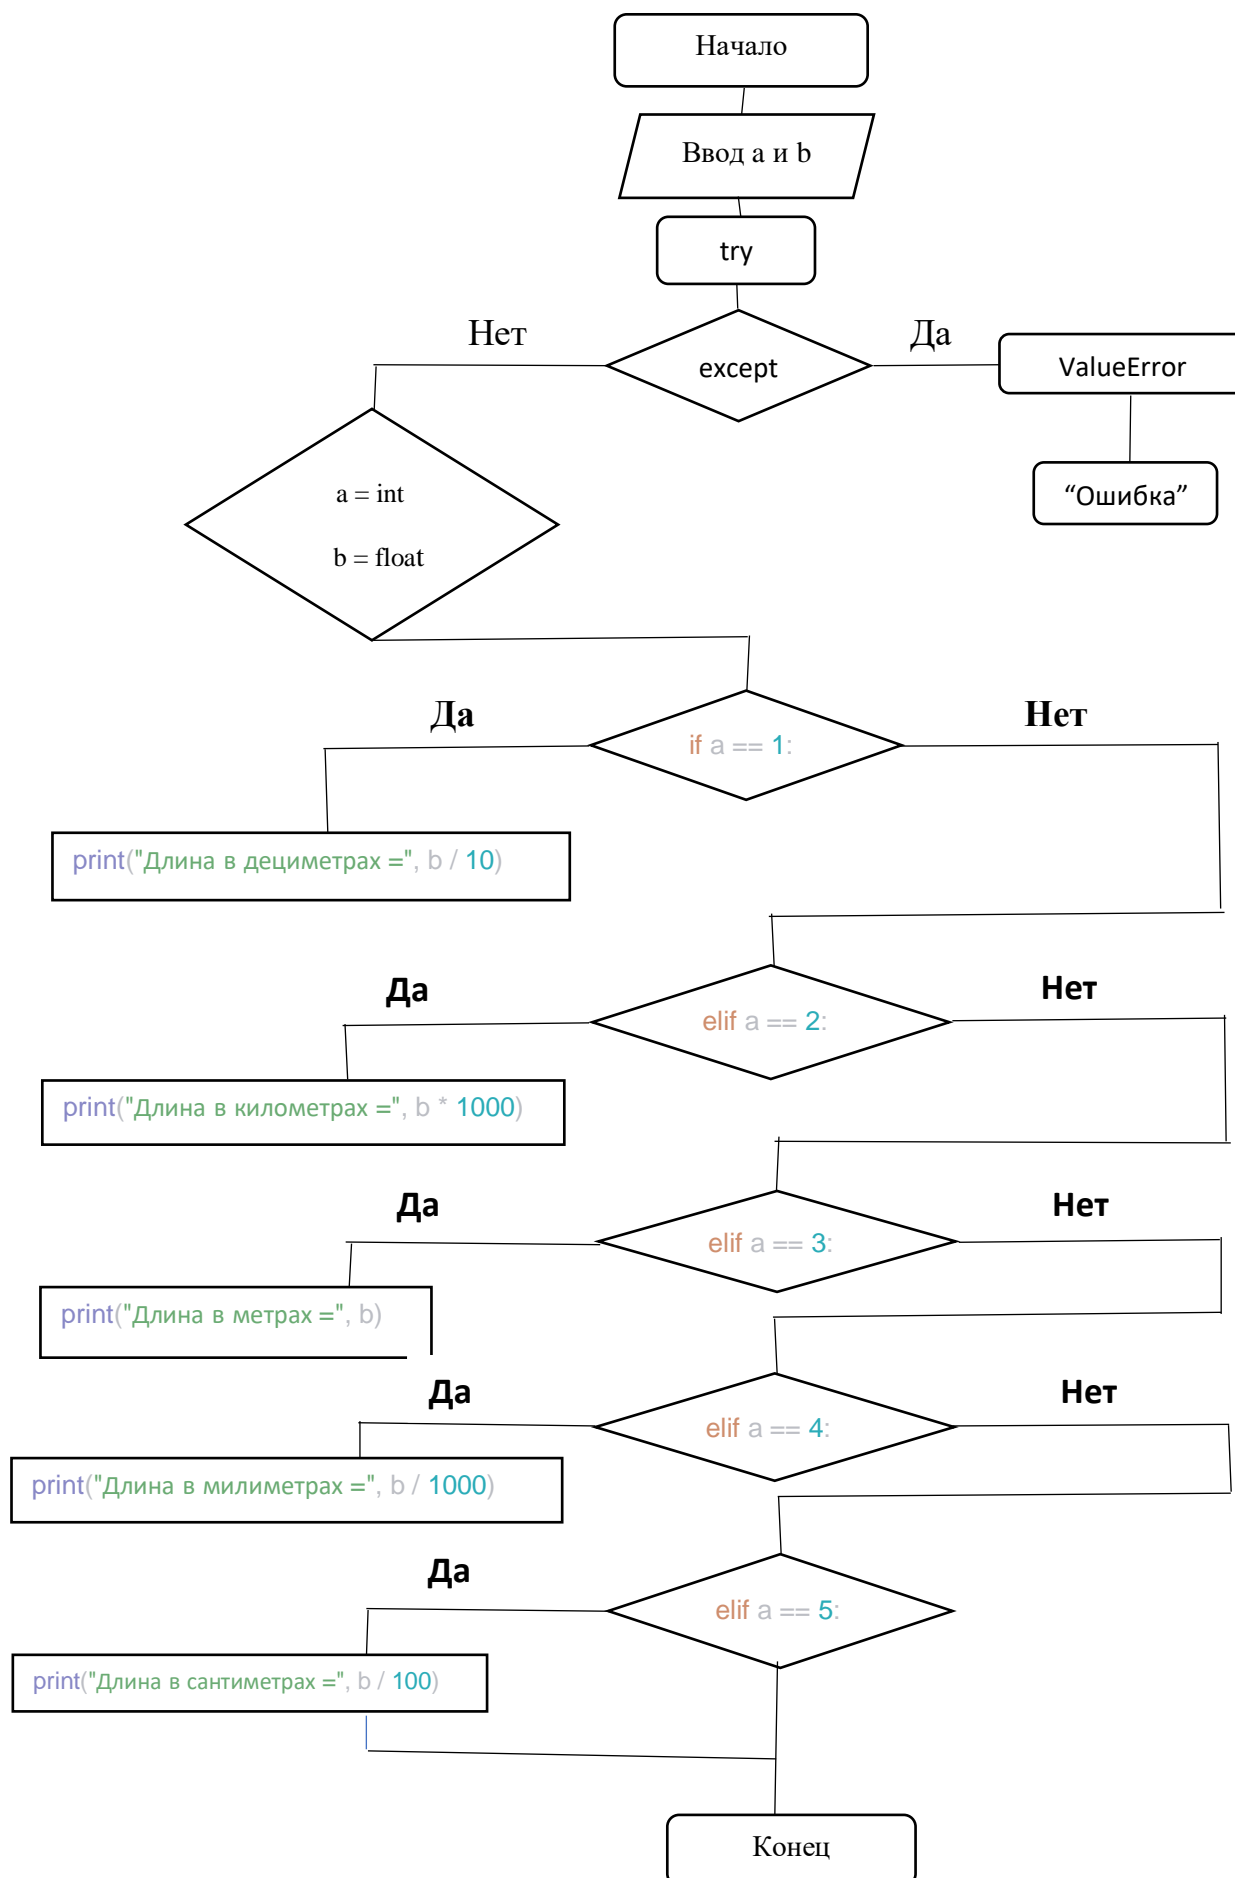 Начало
Ввод a и b
try
Нет
Да
except
ValueError
“Ошибка”
a = int
b = float
Да
Нет
if a == 1:
print("Длина в дециметрах =", b / 10)
Да
Нет
elif a == 2:
print("Длина в километрах =", b * 1000)
Да
Нет
elif a == 3:
print("Длина в метрах =", b)
Да
Нет
elif a == 4:
print("Длина в милиметрах =", b / 1000)
Да
elif a == 5:
print("Длина в сантиметрах =", b / 100)
Конец